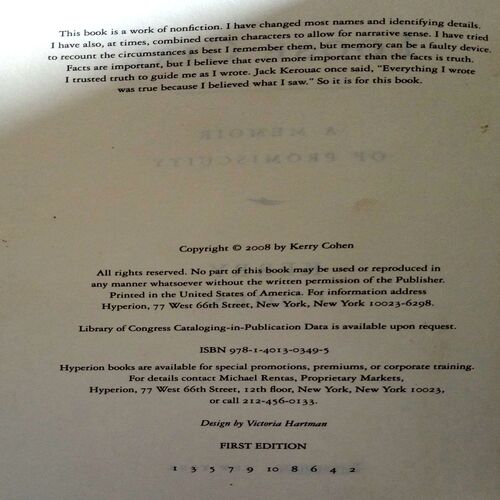 This book is a work of nonfiction. I have changed most names and identifying details.
I have also, at times, combined certain characters to allow for narrative sense. I have tried
to recount the circumstances as best I remember them, but memory can be a faulty device.
Facts are important, but I believe that even more important than the facts is truth.
I trusted truth to guide me as I wrote. Jack Kerouac once said, "Everything I wrote
was true because I believed what I saw." So it is for this book.
A MEMOIR
OF PROMISCUITY
Copyright © 2008 by Kerry Cohen
All rights reserved. No part of this book may be used or reproduced in
any manner whatsoever without the written permission of the Publisher.
Printed in the United States of America. For information address
Hyperion, 77 West 66th Street, New York, New York 10023-6298.
Library of Congress Cataloging-in-Publication Data is available upon request.
ISBN 978-1-4013-0349-5
Hyperion books are available for special promotions, premiums, or corporate training.
For details contact Michael Rentas, Proprietary Markets,
Hyperion, 77 West 66th Street, 12th floor, New York, New York 10023,
or call 212-456-0133.
Design by Victoria Hartman
FIRST EDITION
1 3 5 7 9 10 8 6 4 2